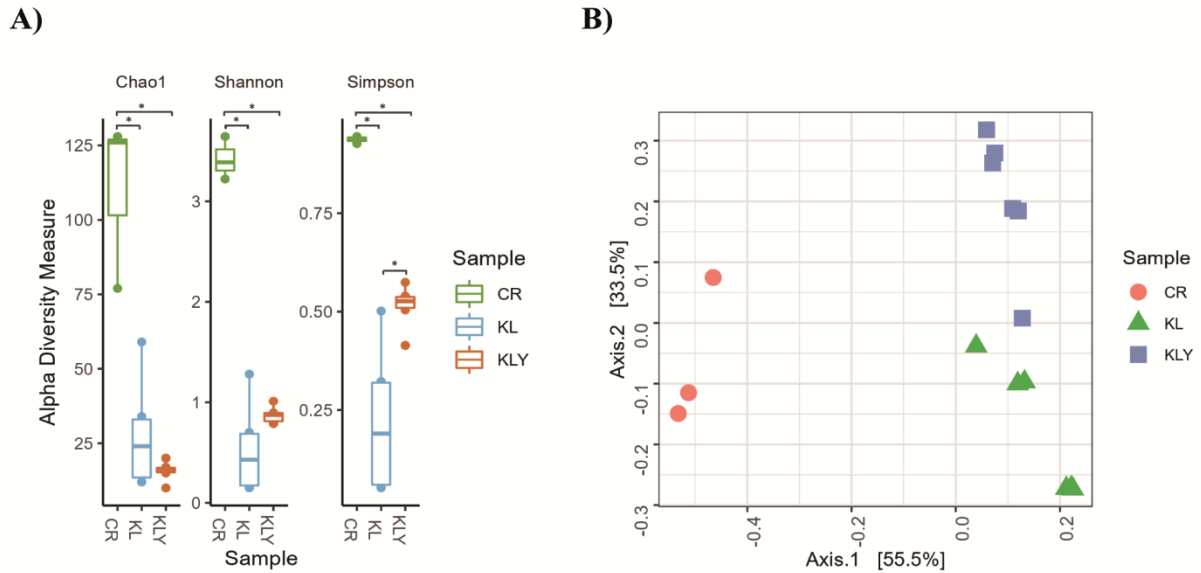 A)
B)
Chao1 Shannon Simpson
* * * * * * *
Alpha Diversity Measure
125
100
75
50
25
3
2
1
0
0.75
0.50
0.25
CR KL KLY CR KL KLY CR KL KLY
Sample
Sample
CR
KL
KLY
Axis.2 [33.5%]
0.3
0.2
0.1
0.0
-0.1
-0.2
-0.3
-0.4 -0.2 0.0 0.2
Axis.1 [55.5%]
Sample
CR
KL
KLY